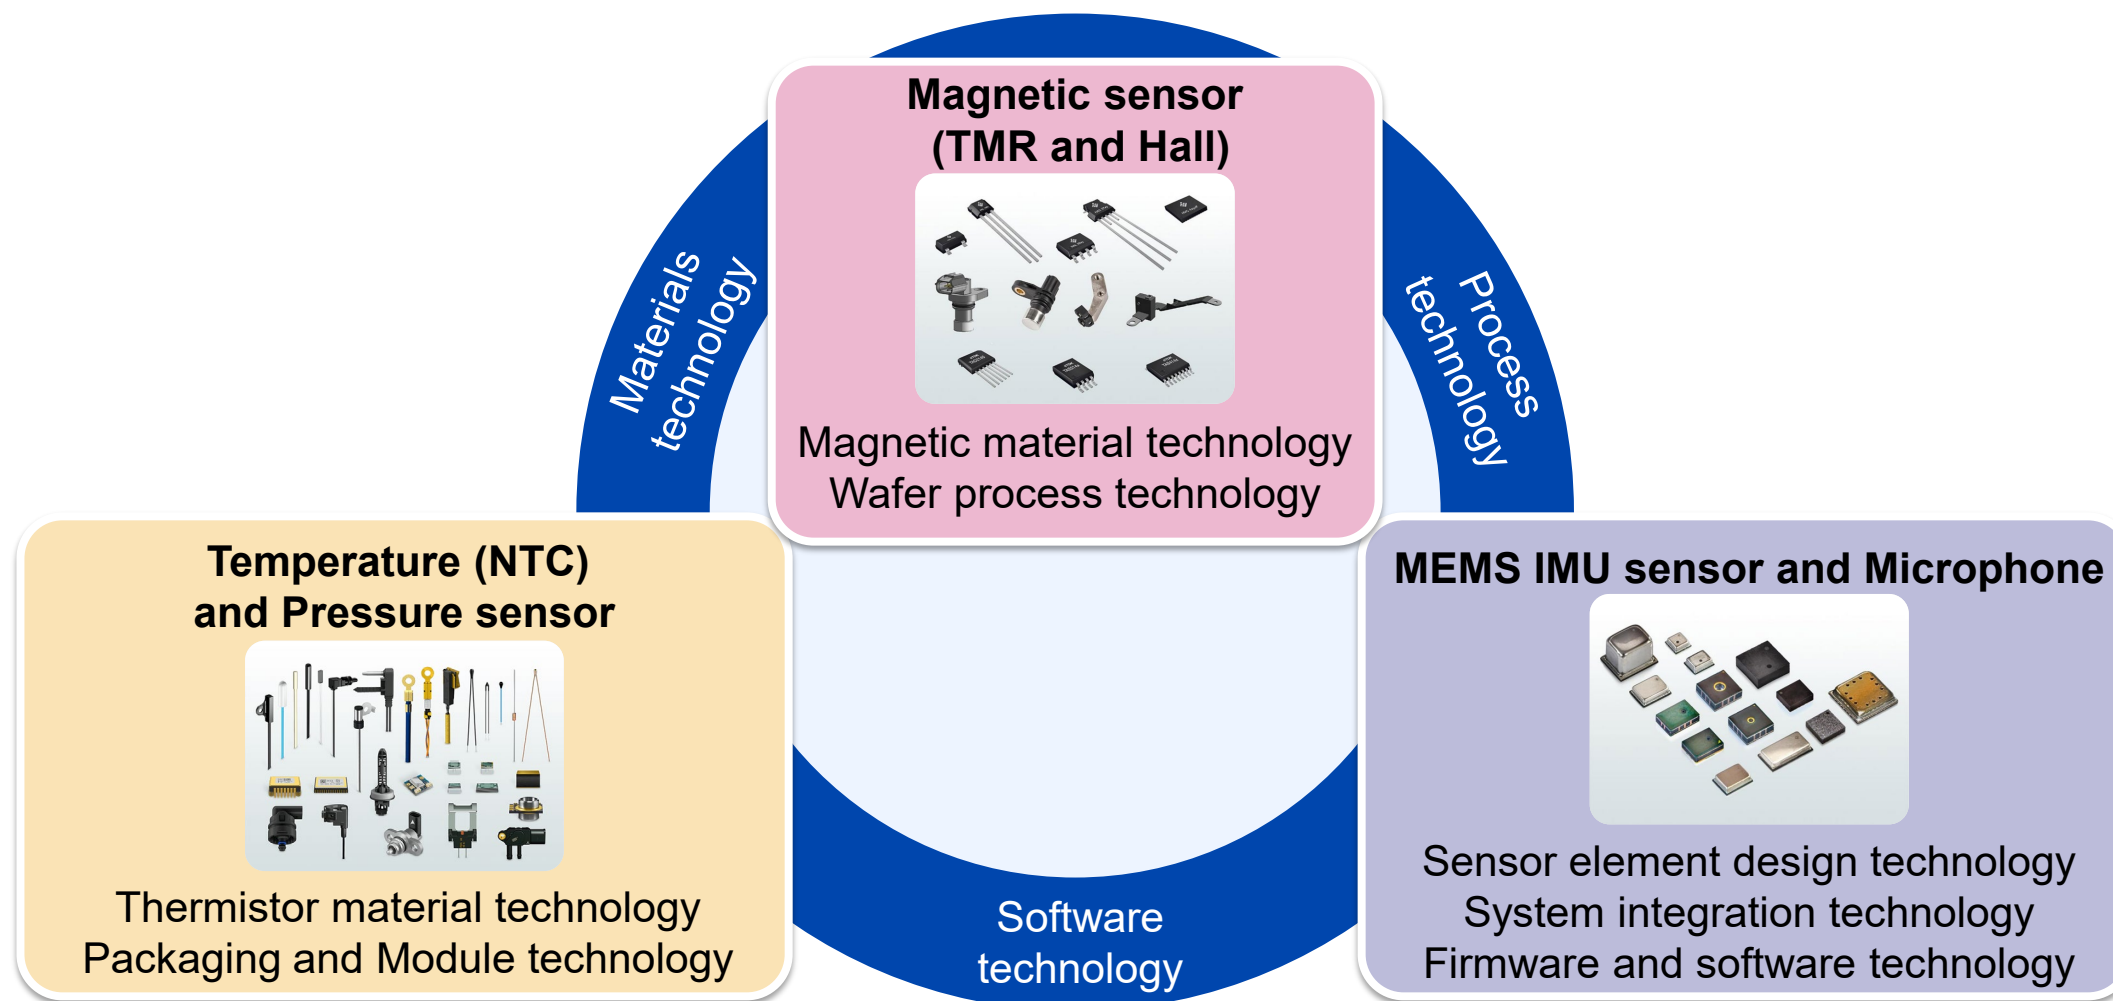 Magnetic sensor
(TMR and Hall)
Magnetic material technology
Wafer process technology
Materials
technology
Process
technology
Temperature (NTC)
and Pressure sensor
Thermistor material technology
Packaging and Module technology
MEMS IMU sensor and Microphone
Sensor element design technology
System integration technology
Firmware and software technology
Software
technology